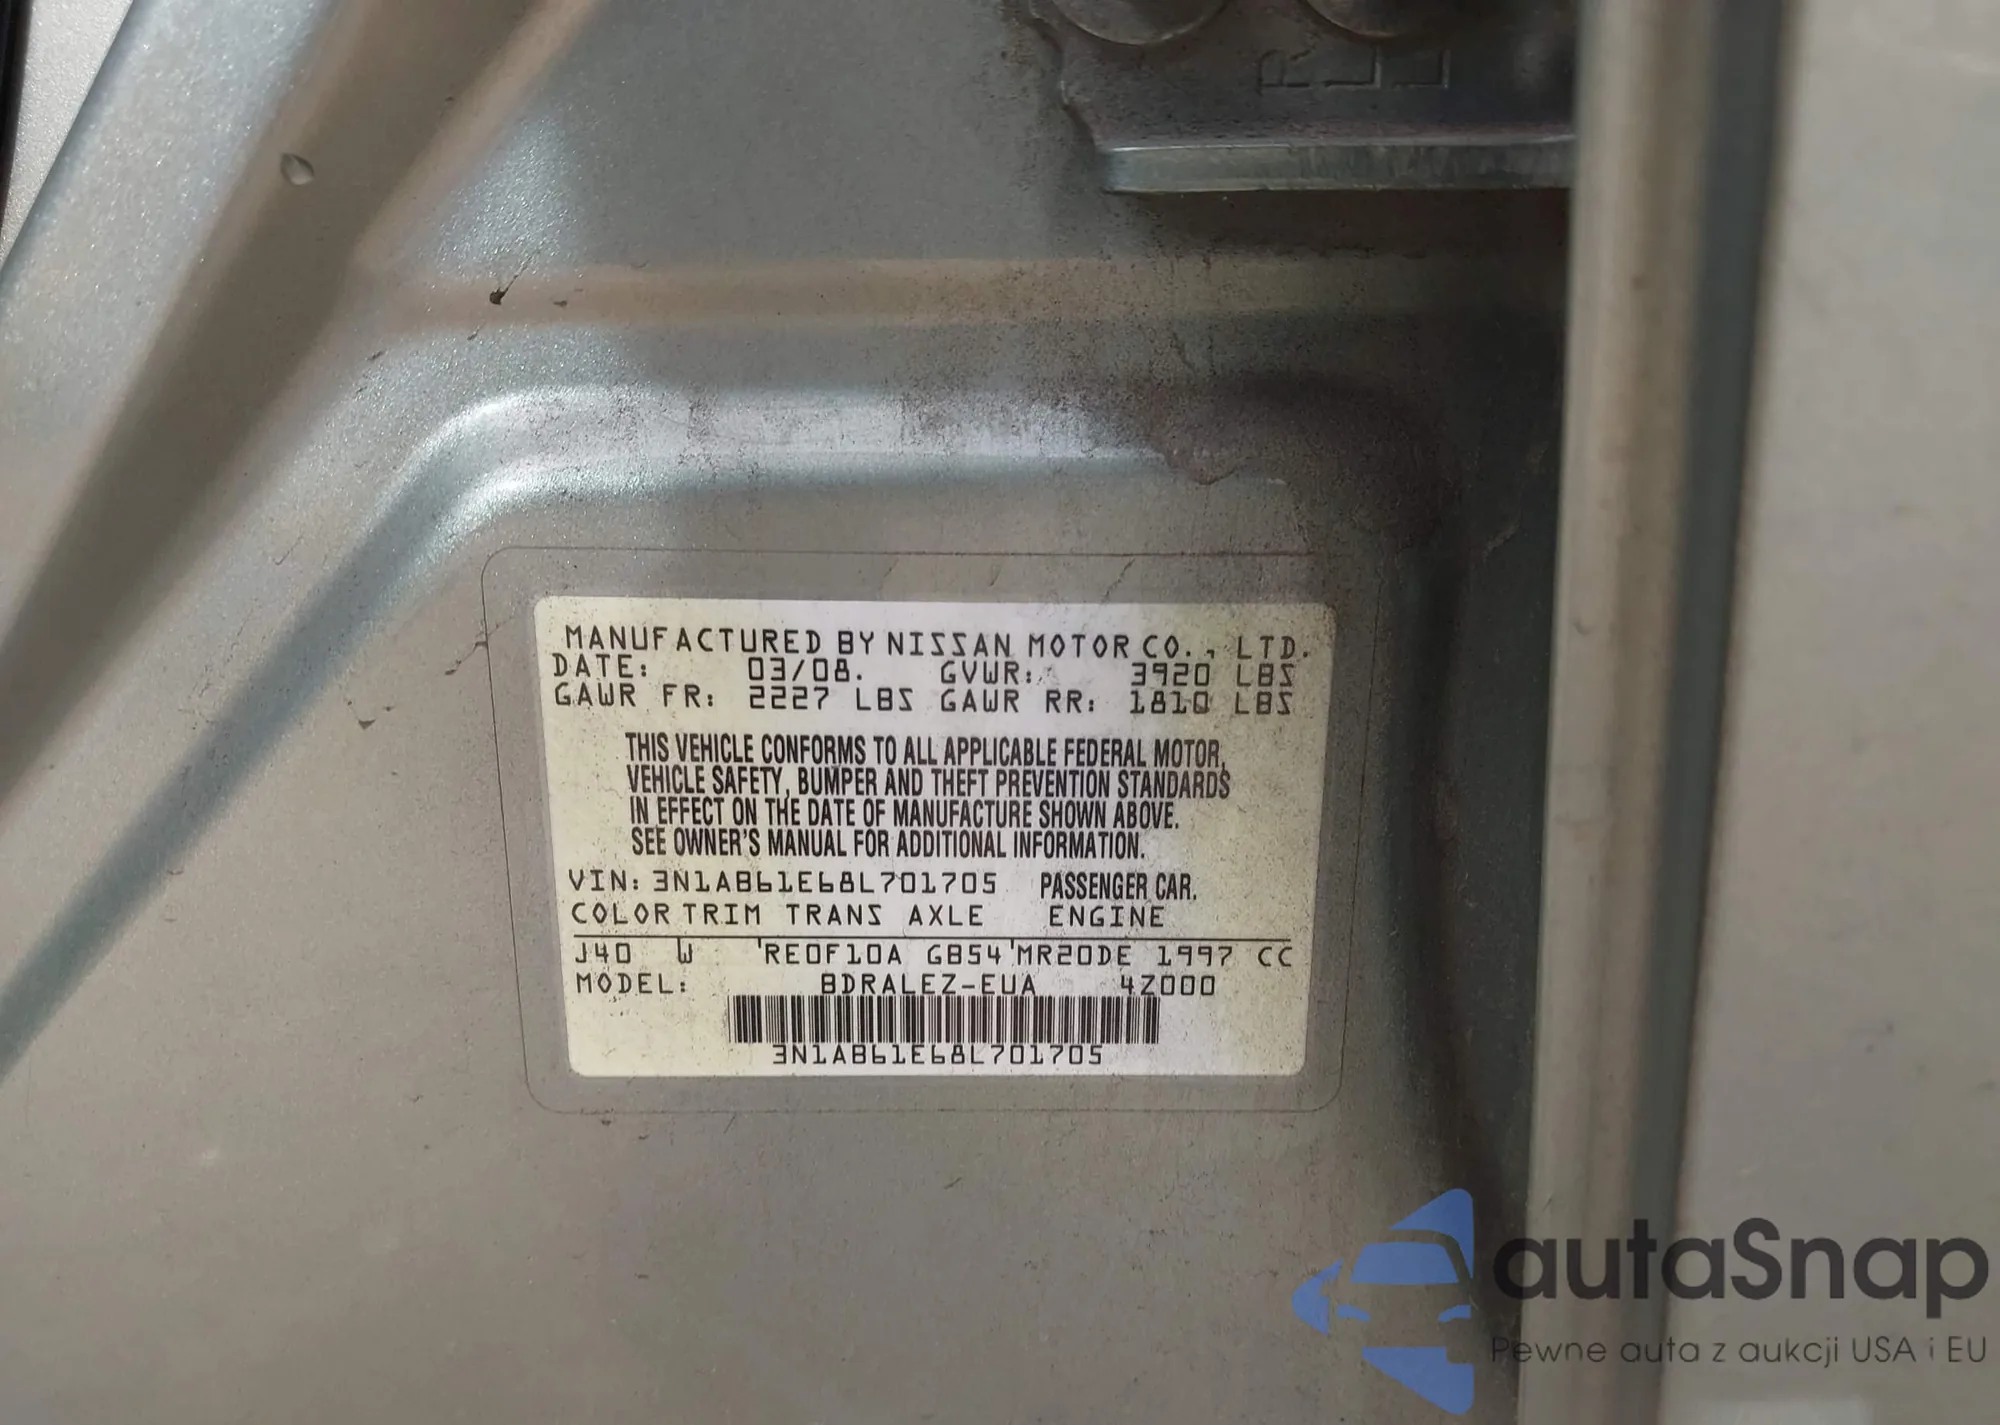 MANUFACTURED BY NISSAN MOTOR CO., LTD.
DATE: 03/08. GVWR: 3920 LBS
GAWR FR: 2227 LBS GAWR RR: 1810 LBS
THIS VEHICLE CONFORMS TO ALL APPLICABLE FEDERAL MOTOR,
VEHICLE SAFETY, BUMPER AND THEFT PREVENTION STANDARDS
IN EFFECT ON THE DATE OF MANUFACTURE SHOWN ABOVE.
SEE OWNER'S MANUAL FOR ADDITIONAL INFORMATION.
VIN: 3N1AB61E68L701705 PASSENGER CAR.
COLOR TRIM TRANS AXLE ENGINE
J40 W 'RE0F10A GB54 'MR20DE 1997 CC
MODEL: BDRALEZ-EUA 4Z000
3N1AB61E68L701705
autaSnap
Pewne auta z aukcji USA i EU